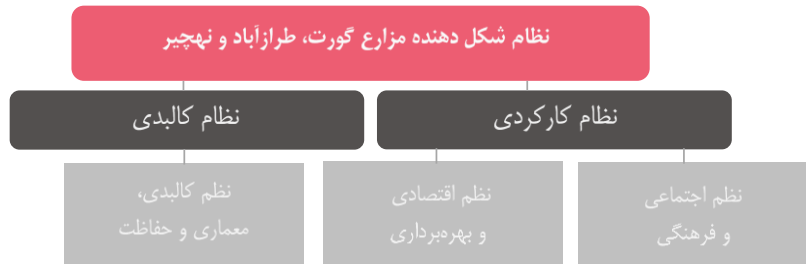 نظام شکل دهنده مزارع گورت، طرازآباد و نهچیر
نظام کارکردی
نظام کالبدی
نظم اجتماعی
و فرهنگی
نظم اقتصادی
و بهره‌برداری
نظم کالبدی،
معماری و حفاظت